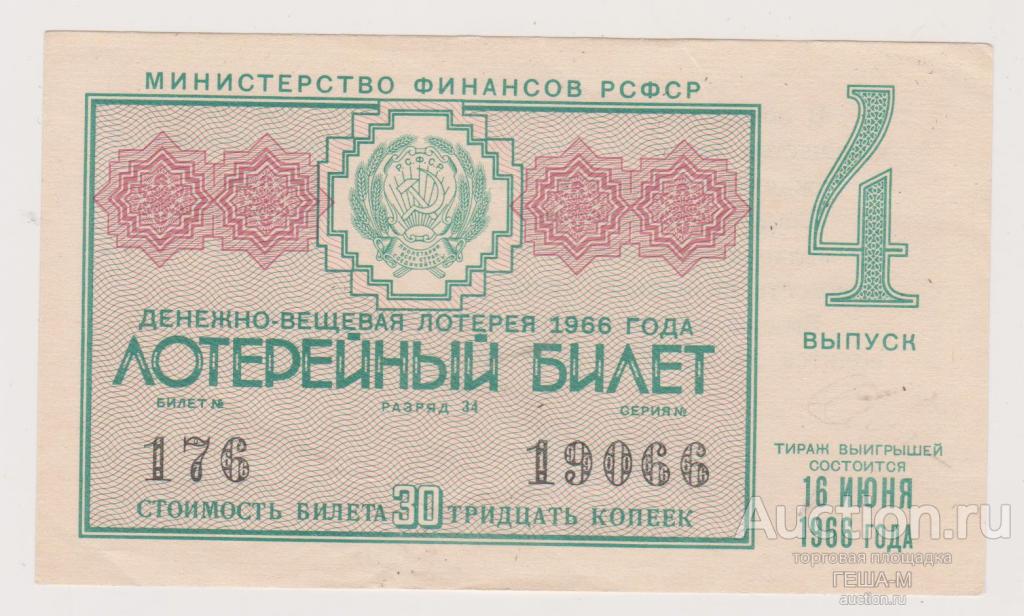 МИНИСТЕРСТВО ФИНАНСОВ РСФСР
РСФСР
ДЕНЕЖНО-ВЕЩЕВАЯ ЛОТЕРЕЯ 1966 ГОДА
ЛОТЕРЕЙНЫЙ БИЛЕТ
БИЛЕТ № РАЗРЯД 34 СЕРИЯ №
176 19066
СТОИМОСТЬ БИЛЕТА 30 ТРИДЦАТЬ КОПЕЕК
4
ВЫПУСК
ТИРАЖ ВЫИГРЫШЕЙ
СОСТОИТСЯ
16 ИЮНЯ
1966 ГОДА
Auction.ru
торговая площадка
ГЕША-М
auction.ru